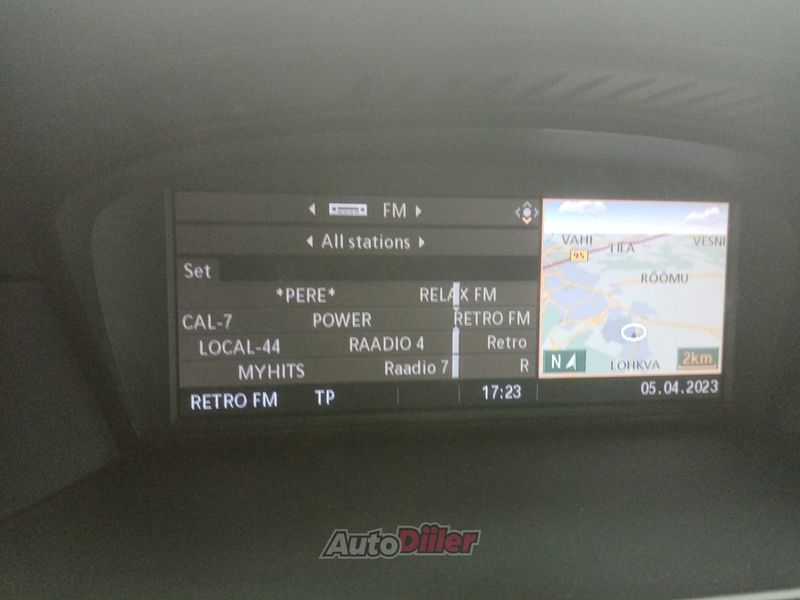 FM
All stations
Set
*PERE* RELAX FM
CAL-7 POWER RETRO FM
LOCAL-44 RAADIO 4 Retro
MYHITS Raadio 7 R
RETRO FM TP 17:23 05.04.2023
VAHI LILA VESNE
95
RÕÕMU
N LOHKVA 2km
AutoDiiler